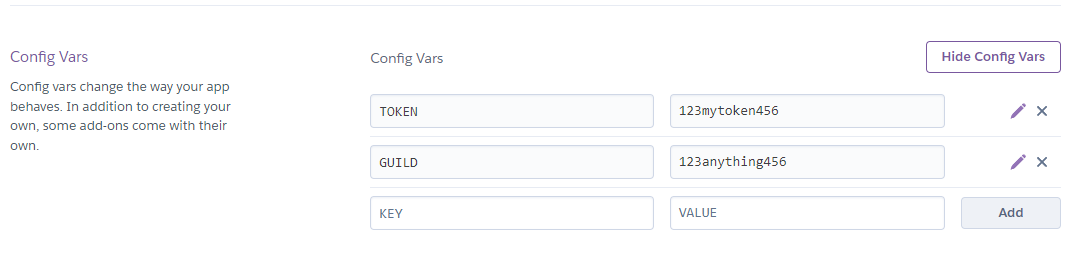 Config Vars
Config vars change the way your app
behaves. In addition to creating your
own, some add-ons come with their
own.
Config Vars
Hide Config Vars
TOKEN 123mytoken456
GUILD 123anything456
KEY VALUE Add